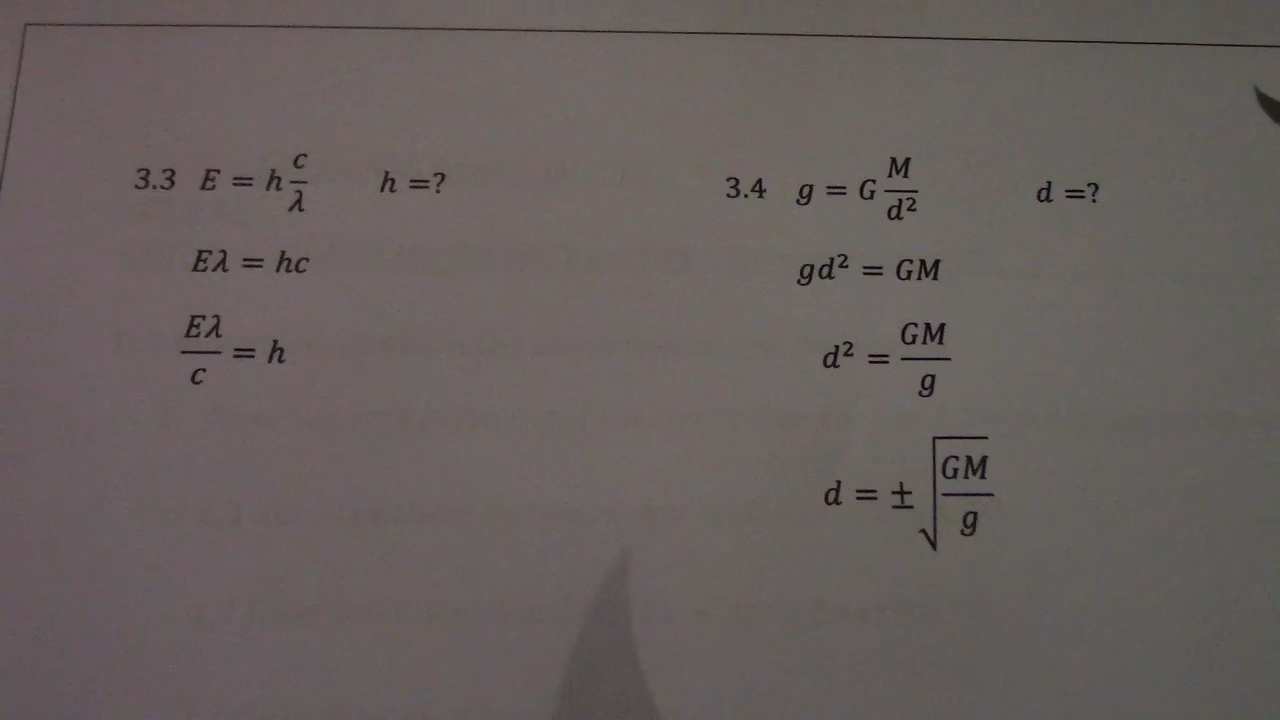 3.3 E = h c/λ h =?
Eλ = hc
Eλ/c = h
3.4 g = G M/d² d =?
gd² = GM
d² = GM/g
d = ± √(GM/g)